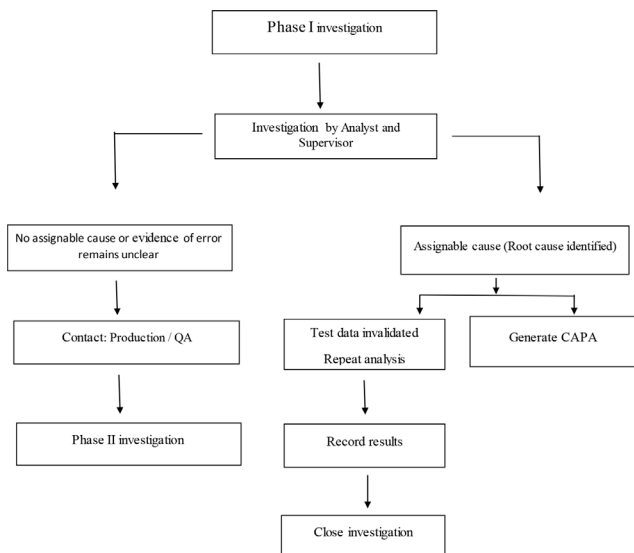 Phase I investigation
Investigation by Analyst and
Supervisor
No assignable cause or evidence of error
remains unclear
Assignable cause (Root cause identified)
Contact: Production / QA
Test data invalidated
Repeat analysis
Generate CAPA
Phase II investigation
Record results
Close investigation